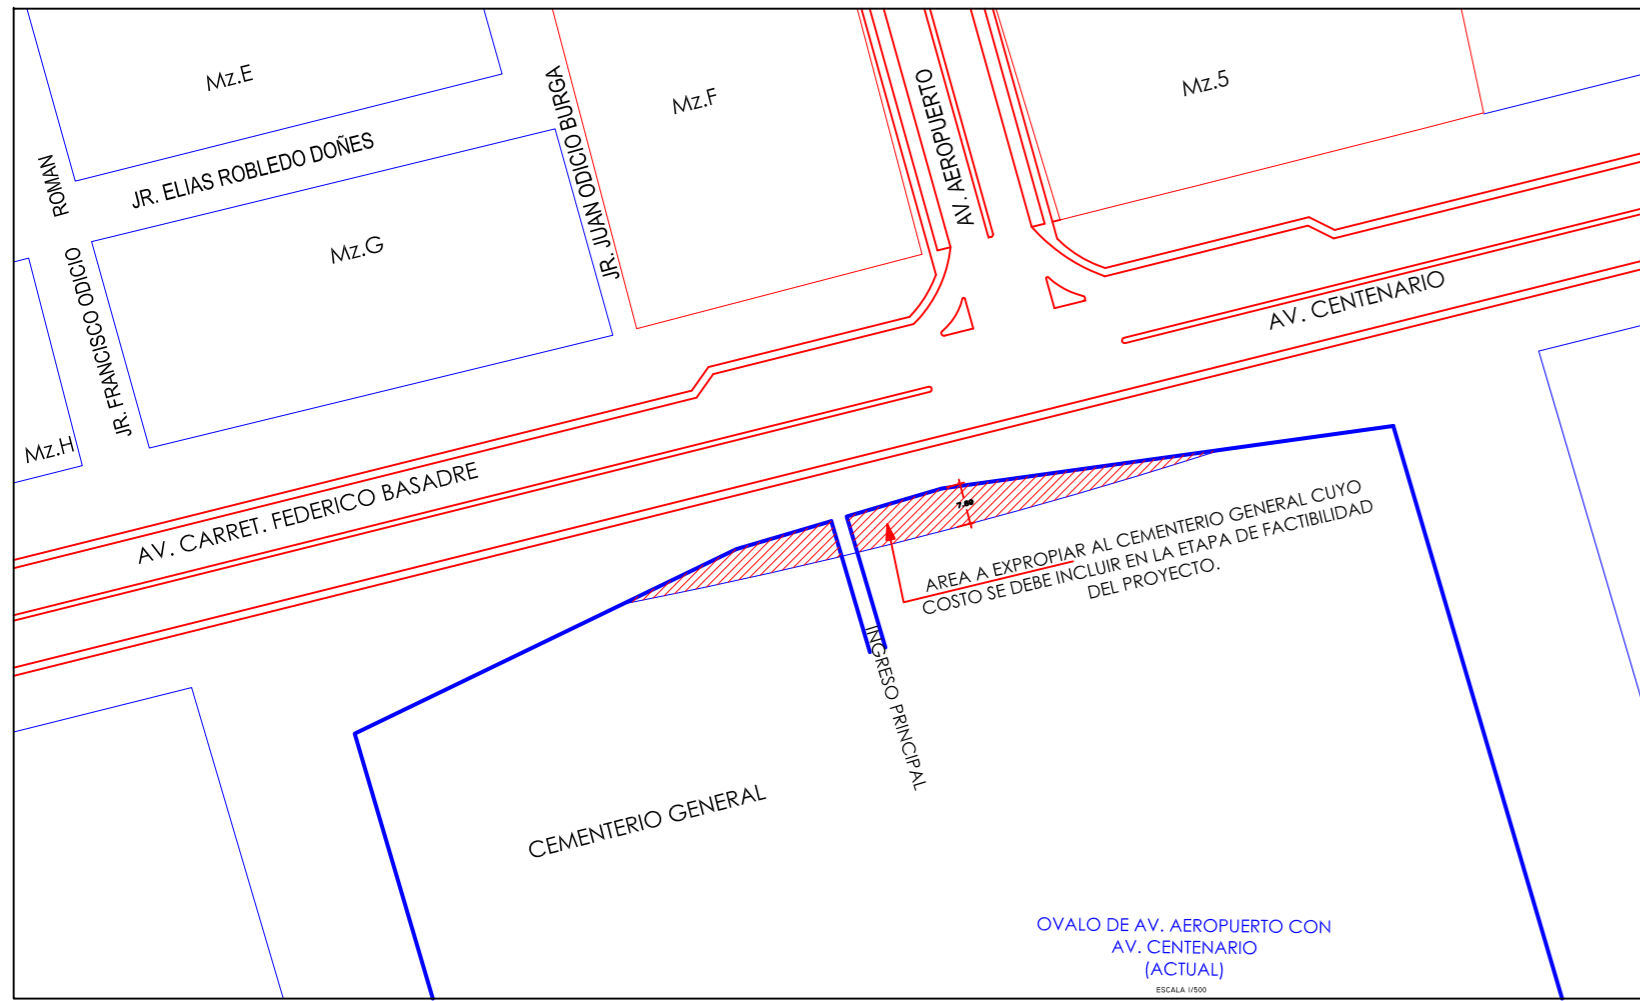 Mz.E
Mz.F
Mz.5
JR. ELIAS ROBLEDO DOÑES
ROMAN
JR. JUAN ODICIO BURGA
AV. AEROPUERTO
Mz.G
JR. FRANCISCO ODICIO
Mz.H
AV. CENTENARIO
AV. CARRET. FEDERICO BASADRE
AREA A EXPROPIAR AL CEMENTERIO GENERAL CUYO
COSTO SE DEBE INCLUIR EN LA ETAPA DE FACTIBILIDAD
DEL PROYECTO.
INGRESO PRINCIPAL
CEMENTERIO GENERAL
OVALO DE AV. AEROPUERTO CON
AV. CENTENARIO
(ACTUAL)
ESCALA 1/500